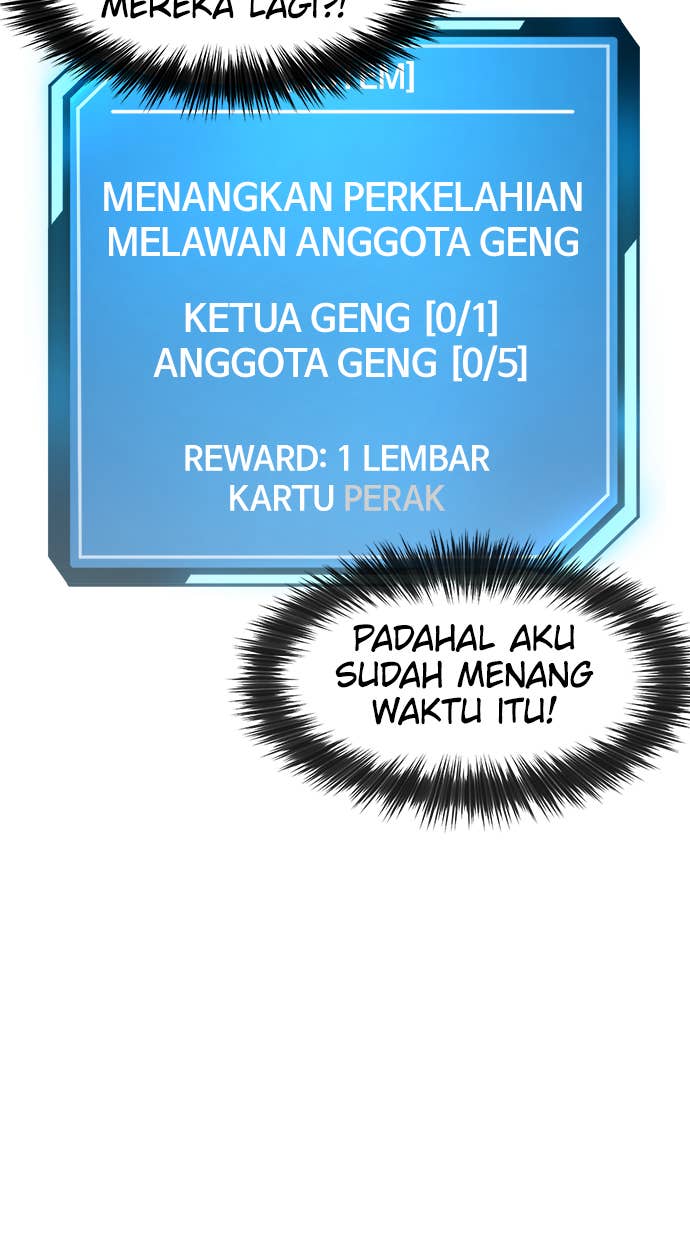 MEREKA LAGI?!
MENANGKAN PERKELAHIAN
MELAWAN ANGGOTA GENG
KETUA GENG [0/1]
ANGGOTA GENG [0/5]
REWARD: 1 LEMBAR
KARTU PERAK
PADAHAL AKU
SUDAH MENANG
WAKTU ITU!